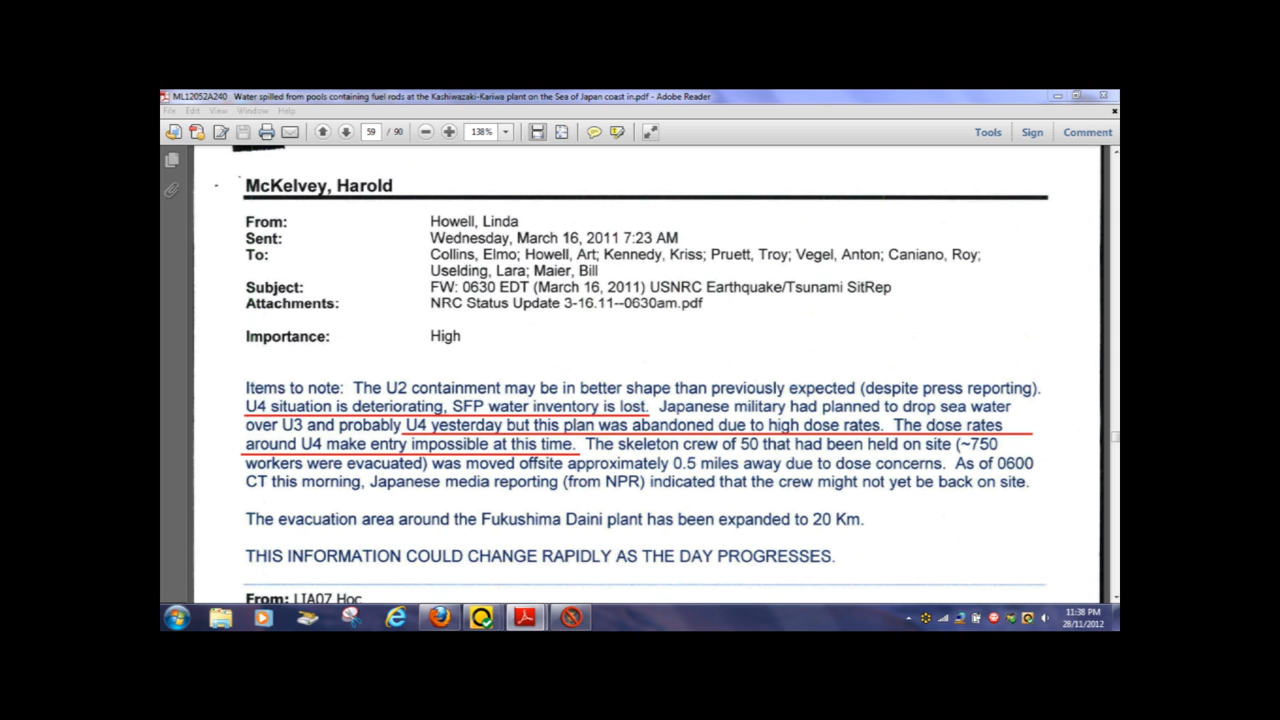 ML12052A240 Water spilled from pools containing fuel rods at the Kashiwazaki-Kariwa plant on the Sea of Japan coast in.pdf - Adobe Reader
File Edit View Window Help
59 / 90 138% Tools Sign Comment
McKelvey, Harold
From: Howell, Linda
Sent: Wednesday, March 16, 2011 7:23 AM
To: Collins, Elmo; Howell, Art; Kennedy, Kriss; Pruett, Troy; Vegel, Anton; Caniano, Roy;
Uselding, Lara; Maier, Bill
Subject: FW: 0630 EDT (March 16, 2011) USNRC Earthquake/Tsunami SitRep
Attachments: NRC Status Update 3-16.11--0630am.pdf
Importance: High
Items to note: The U2 containment may be in better shape than previously expected (despite press reporting).
U4 situation is deteriorating, SFP water inventory is lost. Japanese military had planned to drop sea water
over U3 and probably U4 yesterday but this plan was abandoned due to high dose rates. The dose rates
around U4 make entry impossible at this time. The skeleton crew of 50 that had been held on site (~750
workers were evacuated) was moved offsite approximately 0.5 miles away due to dose concerns. As of 0600
CT this morning, Japanese media reporting (from NPR) indicated that the crew might not yet be back on site.
The evacuation area around the Fukushima Daini plant has been expanded to 20 Km.
THIS INFORMATION COULD CHANGE RAPIDLY AS THE DAY PROGRESSES.
From: LIA07 Hoc
11:38 PM
28/11/2012